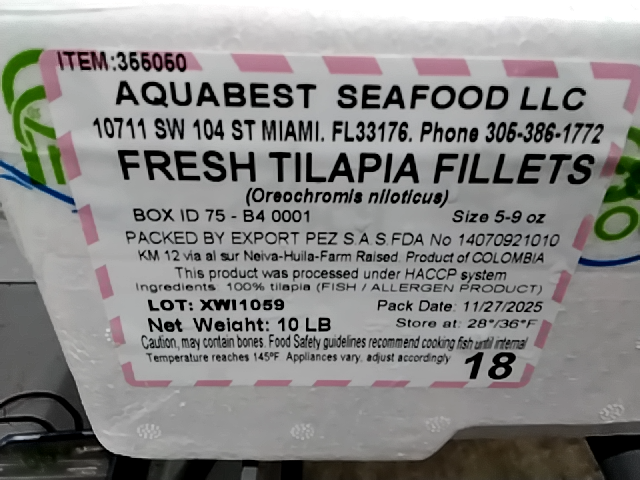 ITEM:355050
AQUABEST SEAFOOD LLC
10711 SW 104 ST MIAMI. FL33176. Phone 305-386-1772
FRESH TILAPIA FILLETS
(Oreochromis niloticus)
BOX ID 75 - B4 0001 Size 5-9 oz
PACKED BY EXPORT PEZ S.A.S.FDA No 14070921010
KM 12 via al sur Neiva-Huila-Farm Raised. Product of COLOMBIA
This product was processed under HACCP system
Ingredients: 100% tilapia (FISH / ALLERGEN PRODUCT)
LOT: XWI1059 Pack Date: 11/27/2025
Net Weight: 10 LB Store at: 28°/36°F
Caution, may contain bones. Food Safety guidelines recommend cooking fish until internal
Temperature reaches 145ºF Appliances vary, adjust accordingly
18